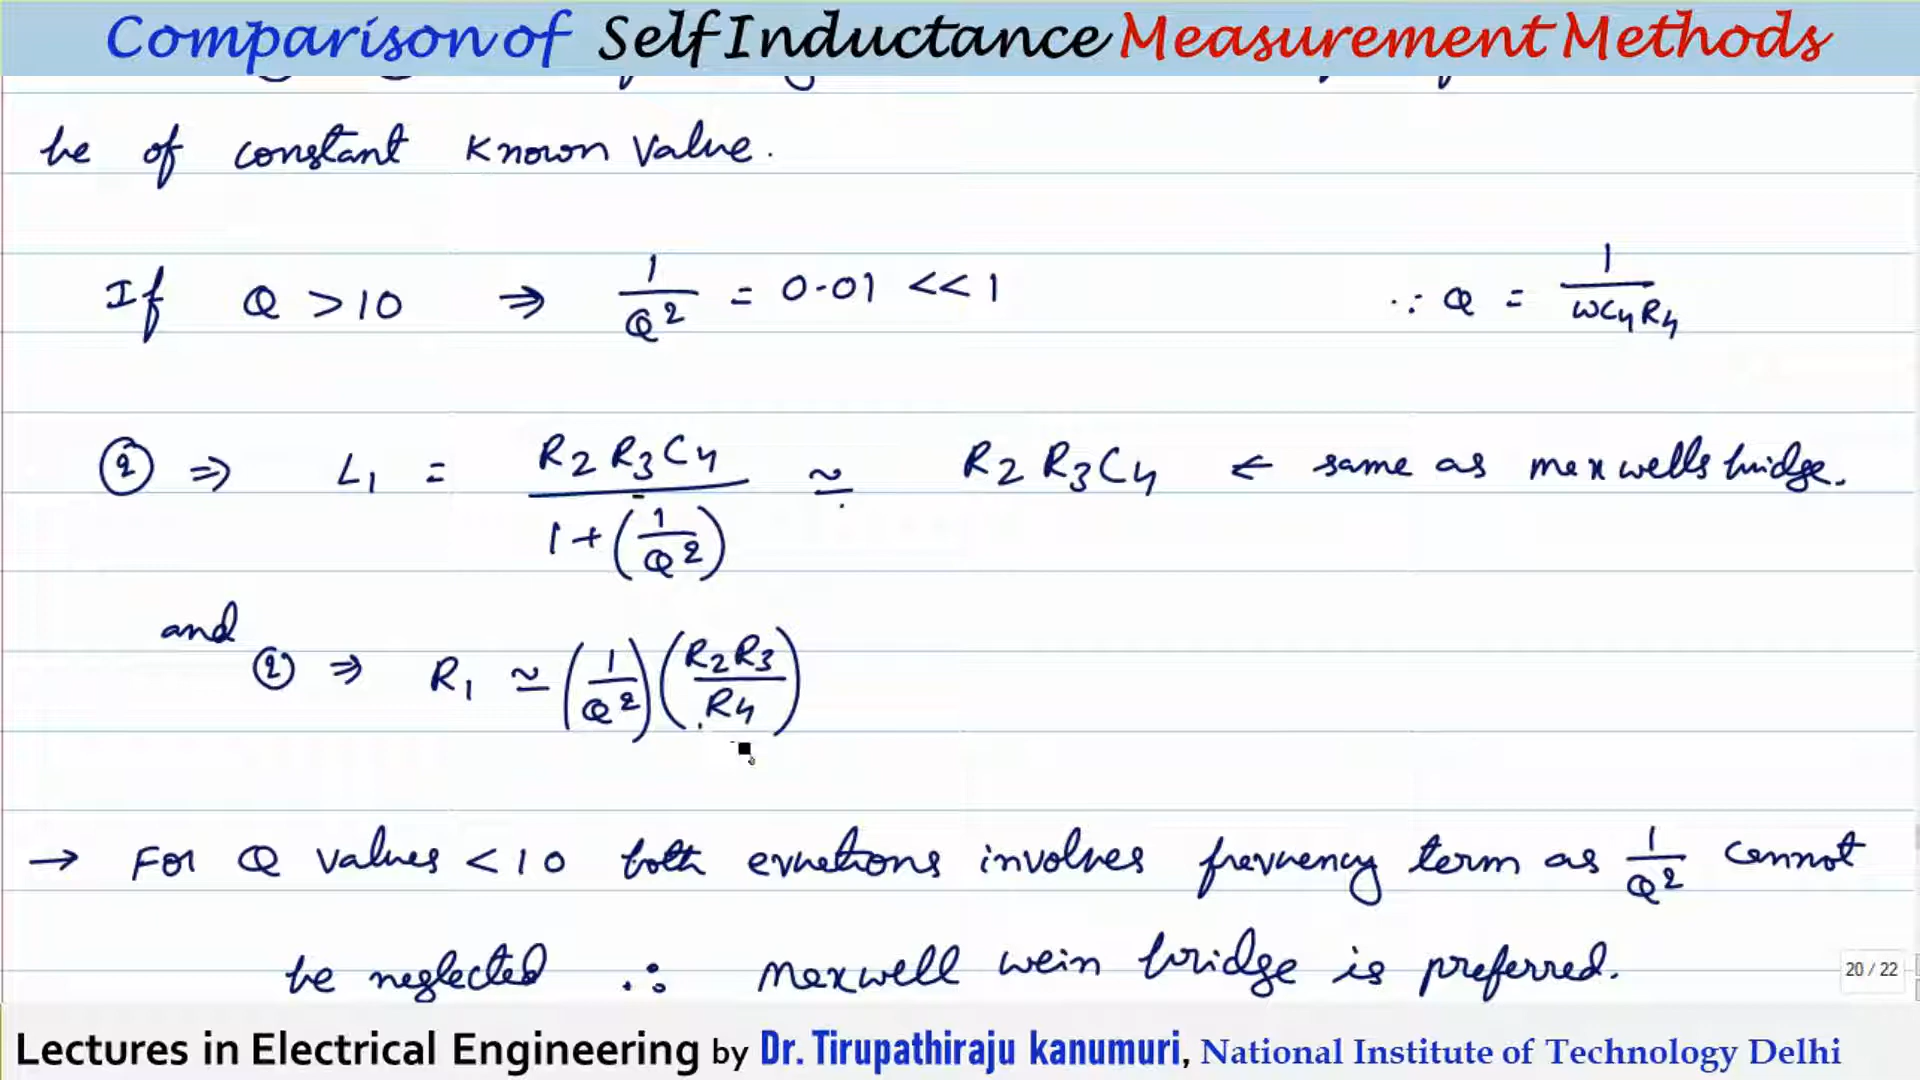 Comparison of Self Inductance Measurement Methods
be of constant known value.
If Q > 10 ⇒ 1/Q² = 0.01 << 1 ∵ Q = 1/(ωC₄R₄)
② ⇒ L₁ = R₂R₃C₄/(1+(1/Q²)) ≃ R₂R₃C₄ ← same as mexwells bridge.
and
② ⇒ R₁ ≃ (1/Q²)(R₂R₃/R₄)
→ For Q values < 10 both equations involves frequency term as 1/Q² cannot
be neglected ∴ mexwell wein bridge is preferred.
20 / 22
Lectures in Electrical Engineering by Dr. Tirupathiraju kanumuri, National Institute of Technology Delhi